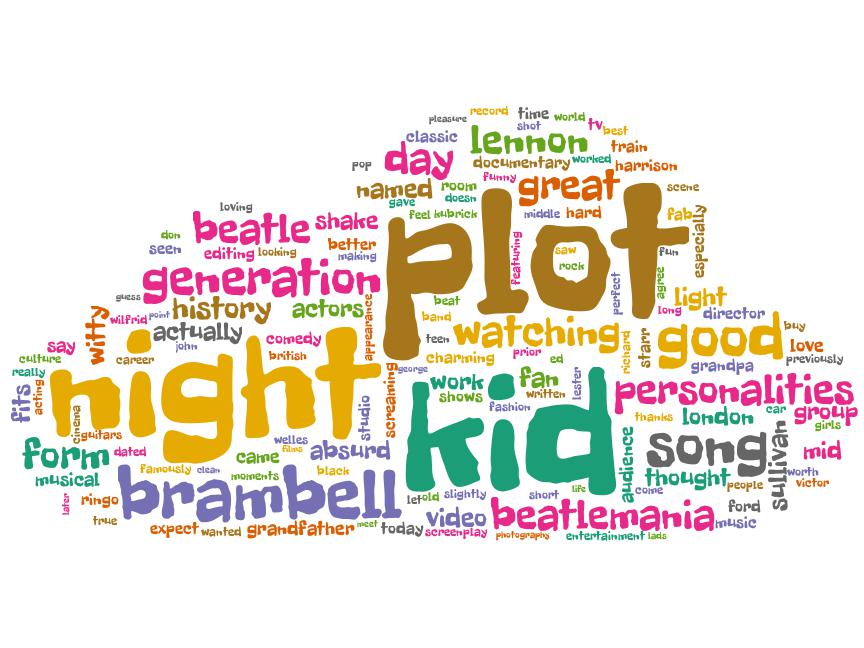 record time world
pleasure
shot tv best
classic lennon train
pop day documentary worked harrison
funny
named room great scene
gave doesn
loving feel kubrick middle hard fab
beatle shake plot especially
don
seen editing looking better featuring saw fun
making rock
generation perfect agree
guess history actors beat long light
witty wilfrid point appearance band director
actually teen watching good buy
say john comedy richard starr love
culture career british charming prior ed previously
really george grandpa
fits acting night screaming work fan lester personalities
shows written
cinema studio kid fashion thanks london car group
guitars girls
form dated welles absurd audience song sullivan mid
came films
famously clean black thought worth
musical moments people victor
brambell let old slightly short life come
later ringo ford
true video beatlemania music
expect wanted grandfather meet today screenplay photography entertainment lads